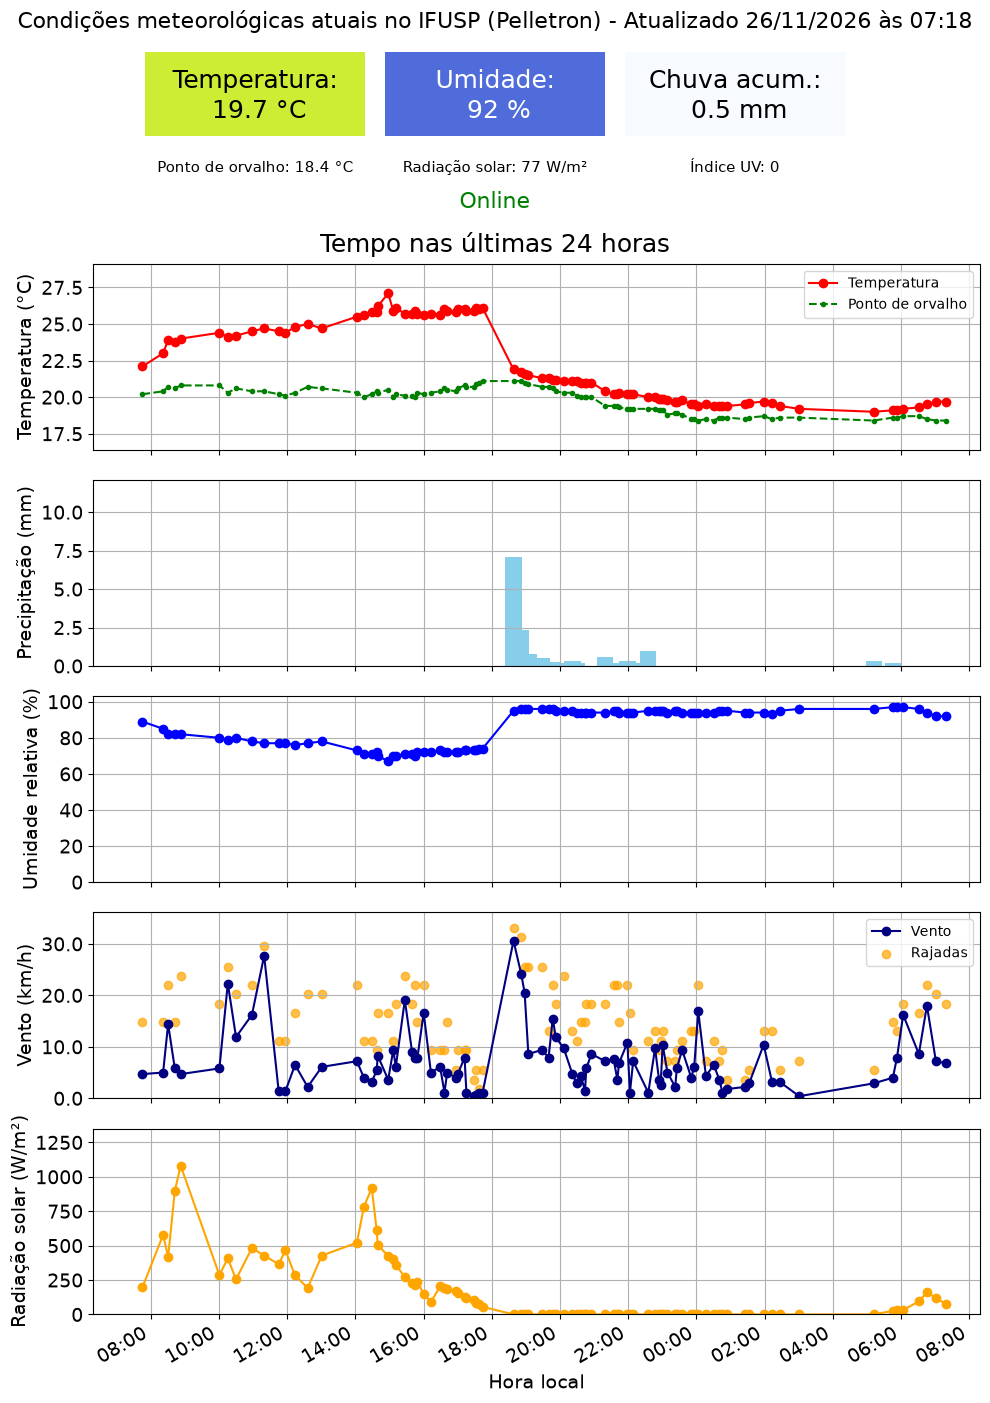 Condições meteorológicas atuais no IFUSP (Pelletron) - Atualizado 26/11/2026 às 07:18
Temperatura:
19.7 °C
Umidade:
92 %
Chuva acum.:
0.5 mm
Ponto de orvalho: 18.4 °C
Radiação solar: 77 W/m²
Índice UV: 0
Online
Tempo nas últimas 24 horas
Temperatura (°C)
27.5
25.0
22.5
20.0
17.5
Temperatura
Ponto de orvalho
Precipitação (mm)
10.0
7.5
5.0
2.5
0.0
Umidade relativa (%)
100
80
60
40
20
0
Vento (km/h)
30.0
20.0
10.0
0.0
Vento
Rajadas
Radiação solar (W/m²)
1250
1000
750
500
250
0
08:00
10:00
12:00
14:00
16:00
18:00
20:00
22:00
00:00
02:00
04:00
06:00
08:00
Hora local